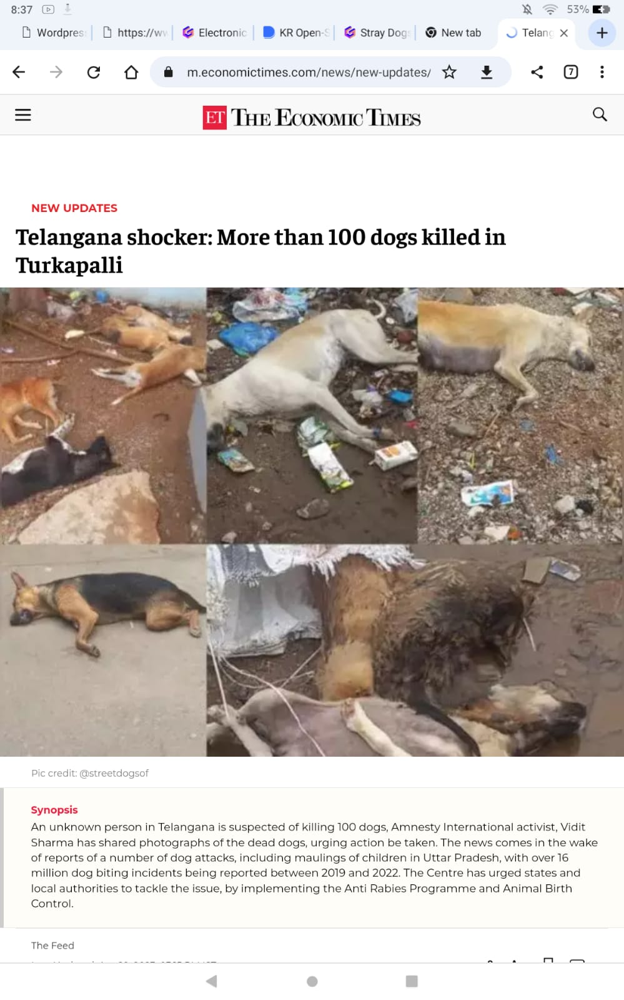 8:37
53%
Wordpres
https://ww
Electronic
KR Open-S
Stray Dog
New tab
Telang
m.economictimes.com/news/new-updates/
7
ET THE ECONOMIC TIMES
NEW UPDATES
Telangana shocker: More than 100 dogs killed in
Turkapalli
Pic credit: @streetdogsof
Synopsis
An unknown person in Telangana is suspected of killing 100 dogs, Amnesty International activist, Vidit
Sharma has shared photographs of the dead dogs, urging action be taken. The news comes in the wake
of reports of a number of dog attacks, including maulings of children in Uttar Pradesh, with over 16
million dog biting incidents being reported between 2019 and 2022. The Centre has urged states and
local authorities to tackle the issue, by implementing the Anti Rabies Programme and Animal Birth
Control.
The Feed